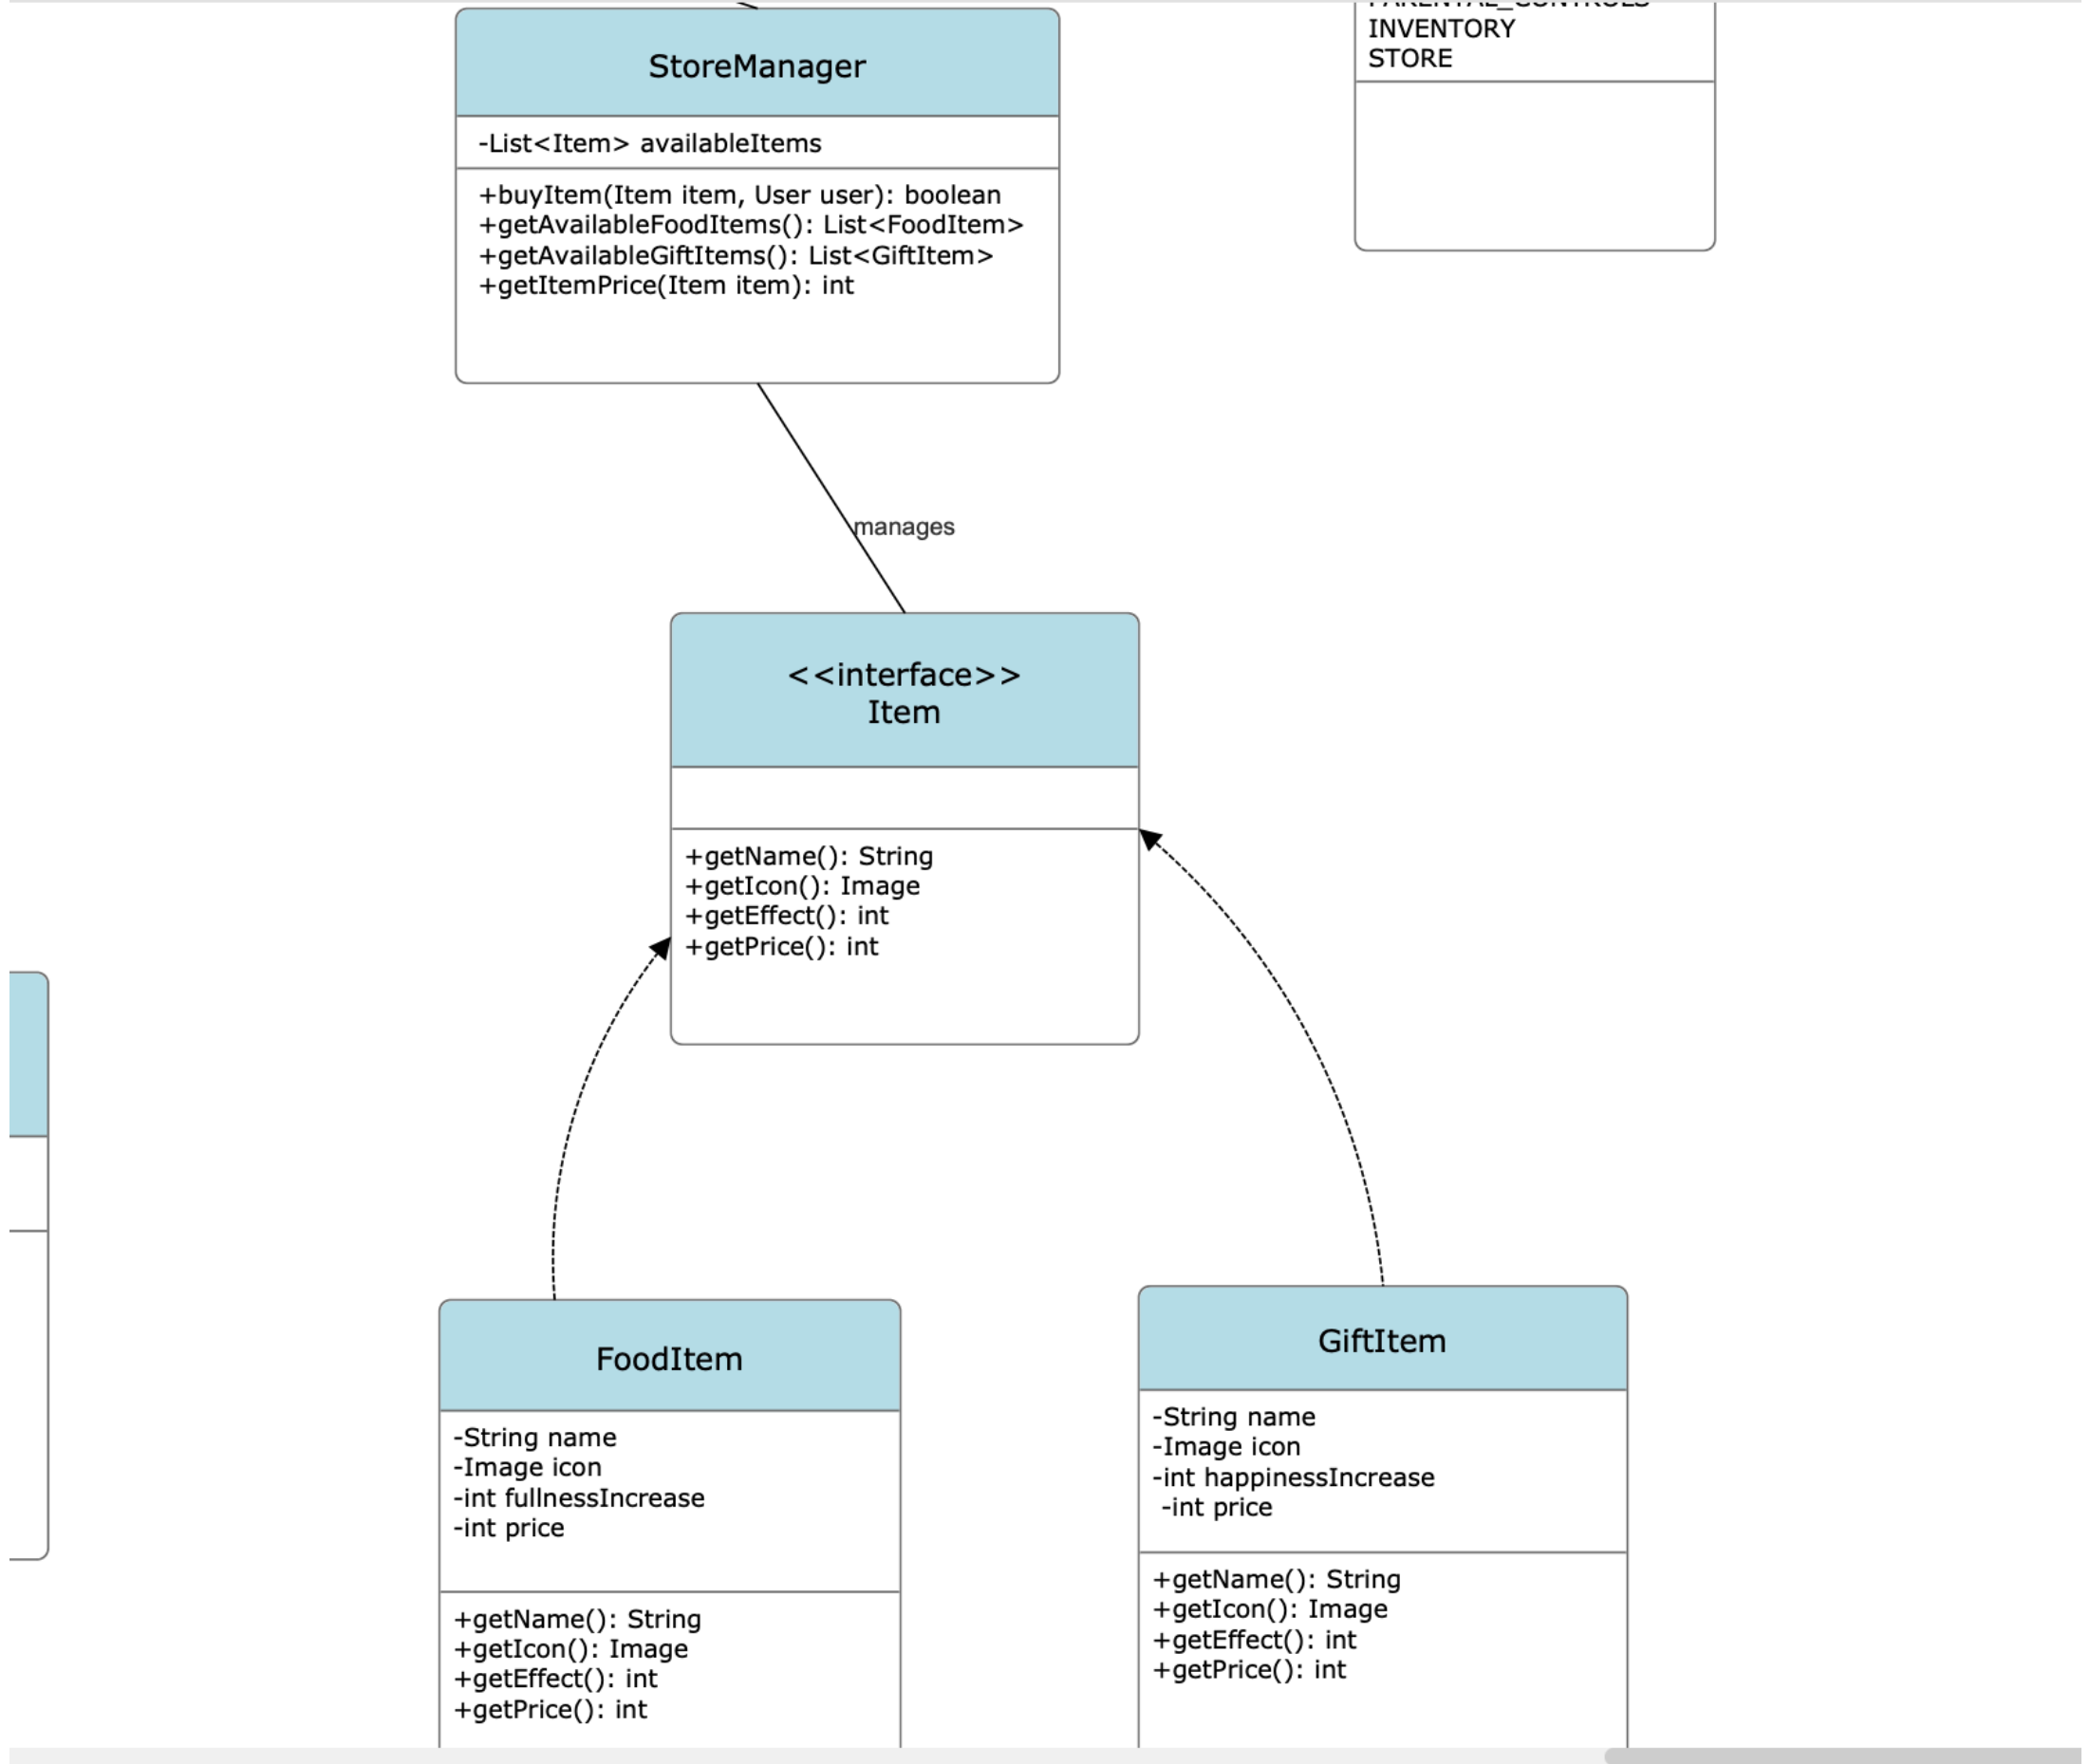 StoreManager
-List<Item> availableItems
+buyItem(Item item, User user): boolean
+getAvailableFoodItems(): List<FoodItem>
+getAvailableGiftItems(): List<GiftItem>
+getItemPrice(Item item): int
PARENTAL_CONTROLS
INVENTORY
STORE
manages
<<interface>>
Item
+getName(): String
+getIcon(): Image
+getEffect(): int
+getPrice(): int
FoodItem
-String name
-Image icon
-int fullnessIncrease
-int price
+getName(): String
+getIcon(): Image
+getEffect(): int
+getPrice(): int
GiftItem
-String name
-Image icon
-int happinessIncrease
-int price
+getName(): String
+getIcon(): Image
+getEffect(): int
+getPrice(): int